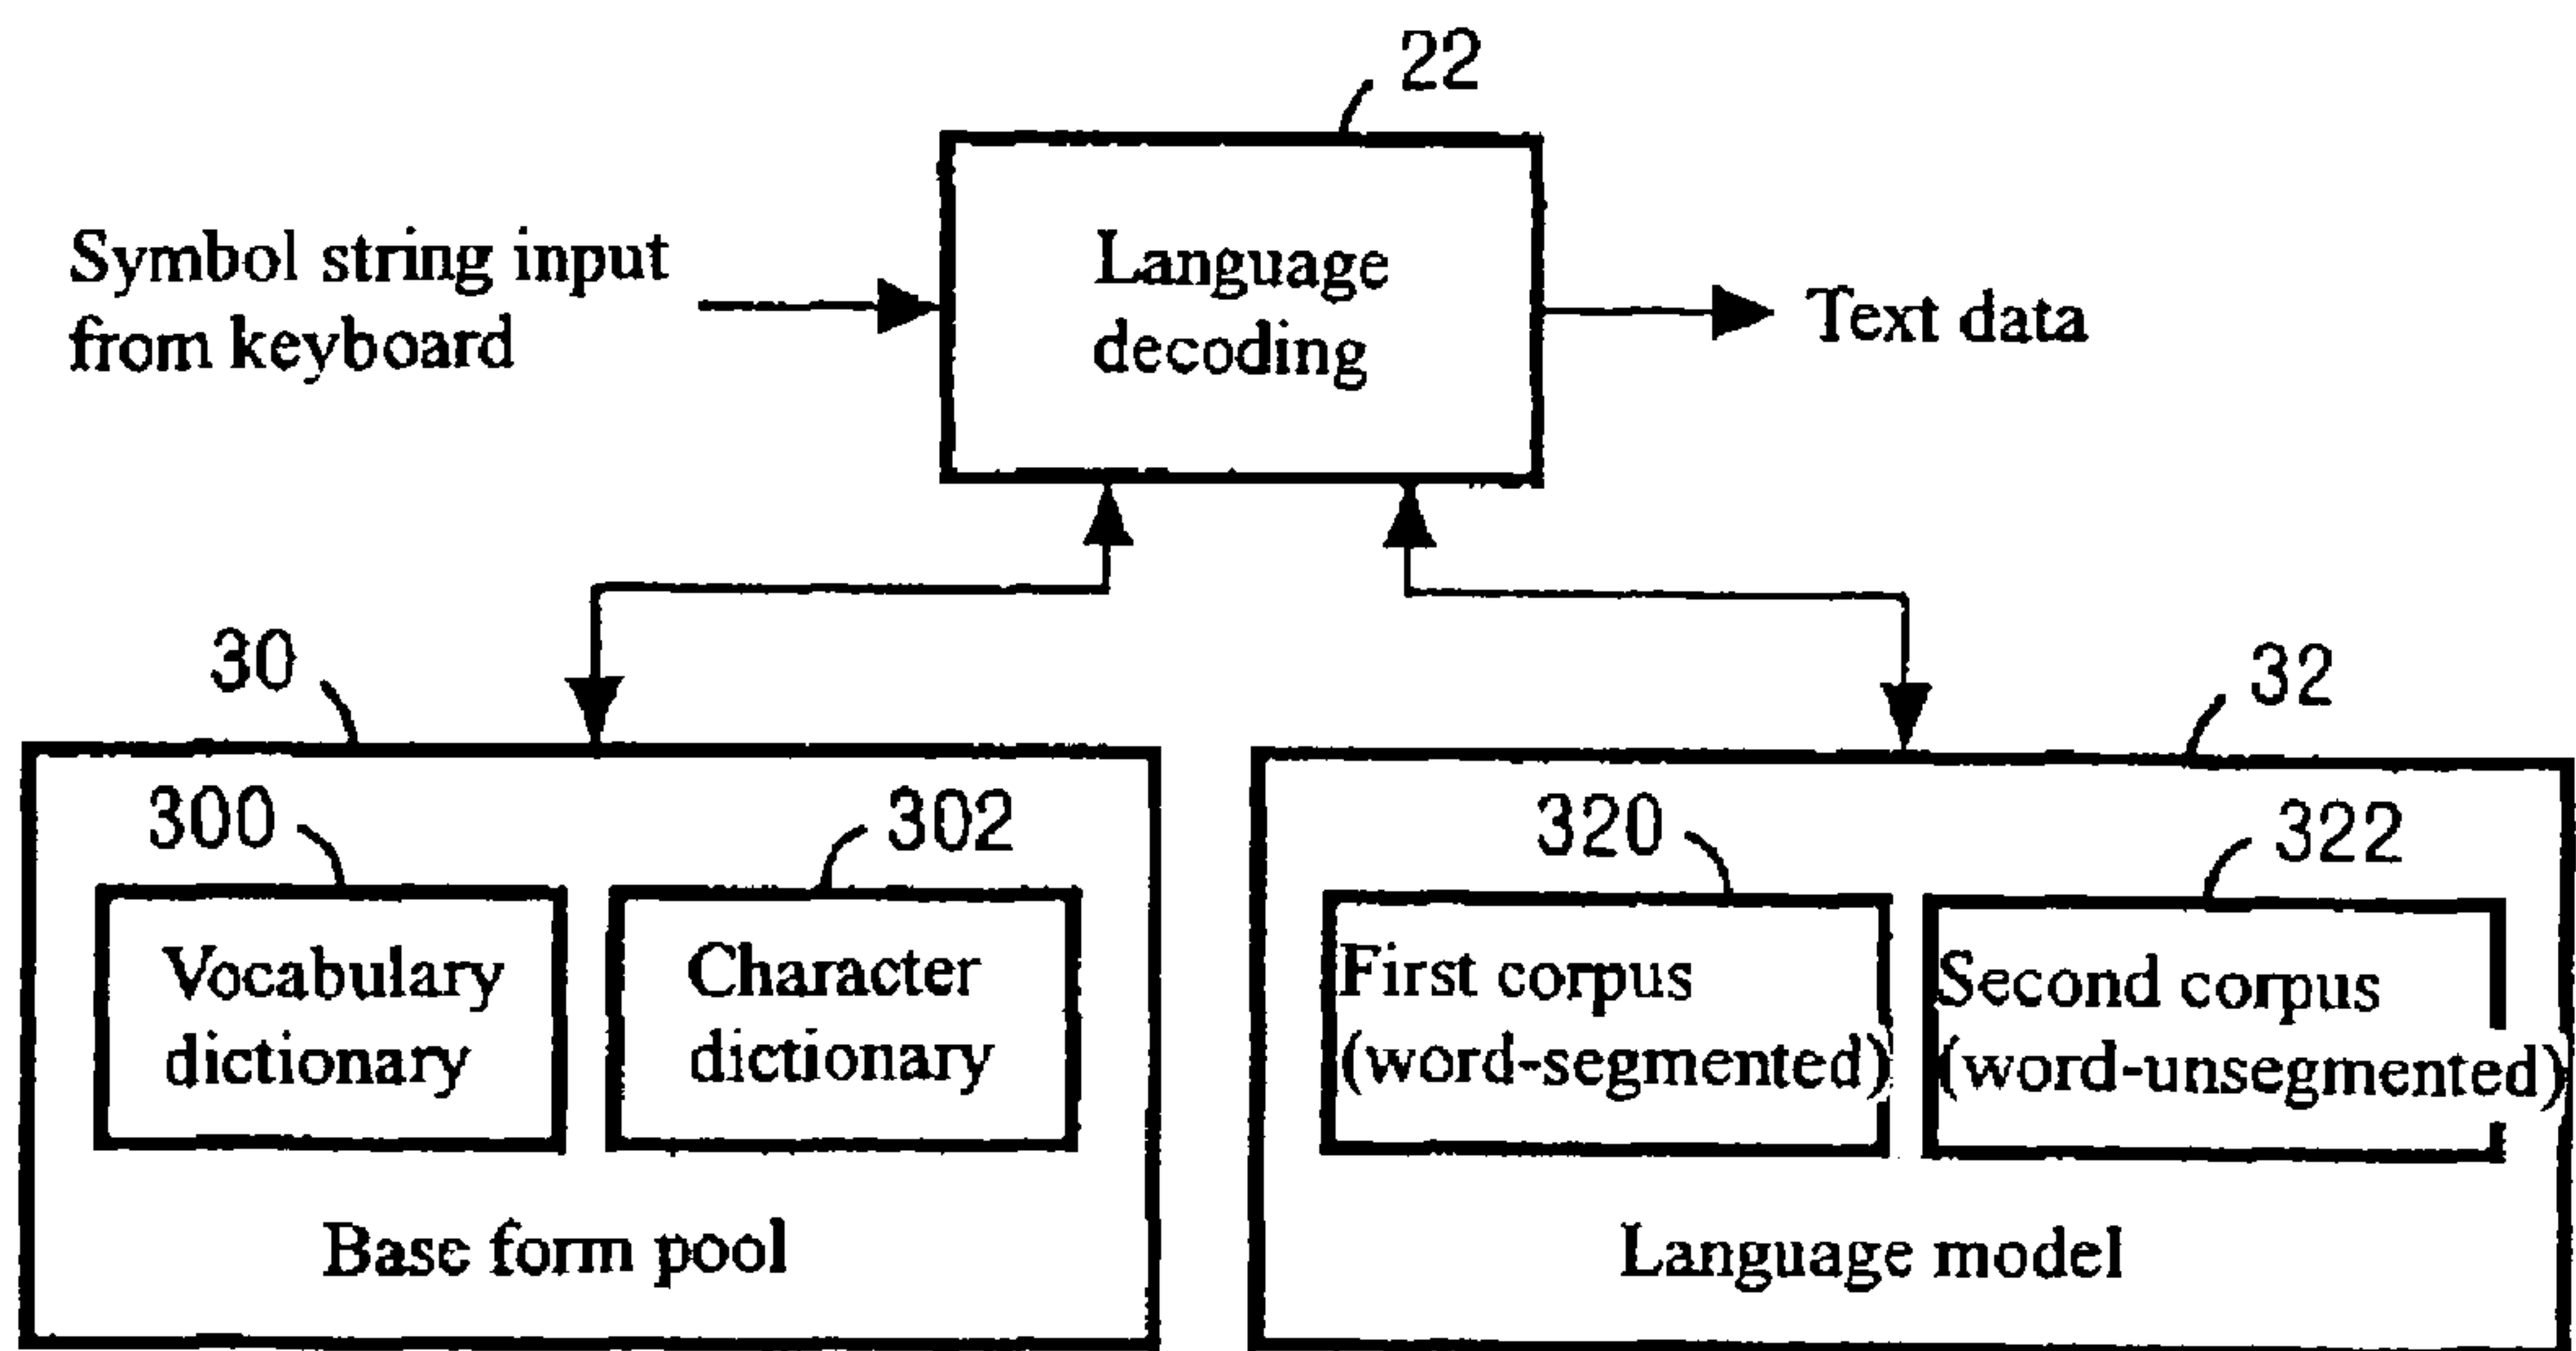 22
Symbol string input
from keyboard
Language
decoding
Text data
30
32
300
302
320
322
Vocabulary
dictionary
Character
dictionary
First corpus
(word-segmented)
Second corpus
(word-unsegmented)
Base form pool
Language model